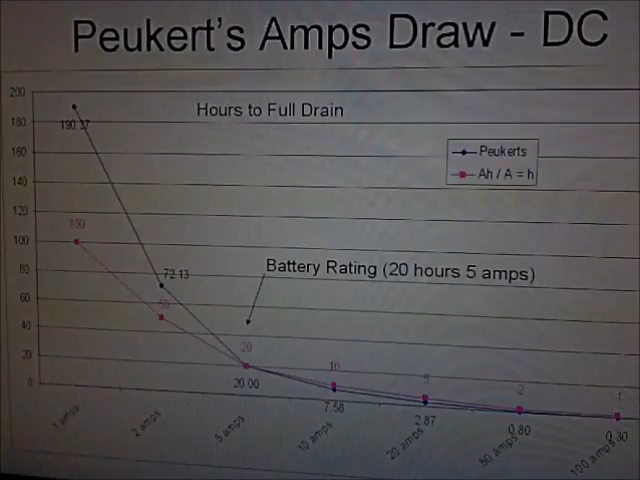 Peukert's Amps Draw - DC
200
180
160
140
120
100
80
60
40
20
0
Hours to Full Drain
Peukerts
Ah / A = h
Battery Rating (20 hours 5 amps)
190.37
100
72.13
50
20
20.00
10
7.58
5
2.87
2
0.80
1
0.30
1 amps
2 amps
5 amps
10 amps
20 amps
50 amps
100 amps